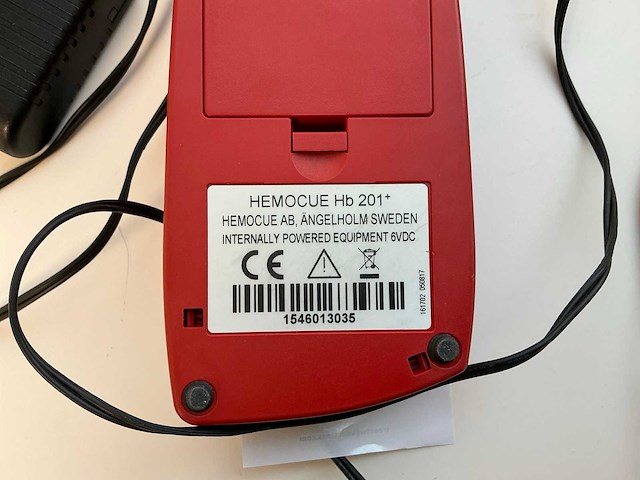 HEMOCUE Hb 201+
HEMOCUE AB, ÄNGELHOLM SWEDEN
INTERNALLY POWERED EQUIPMENT 6VDC
CE
1546013035
161702 050817